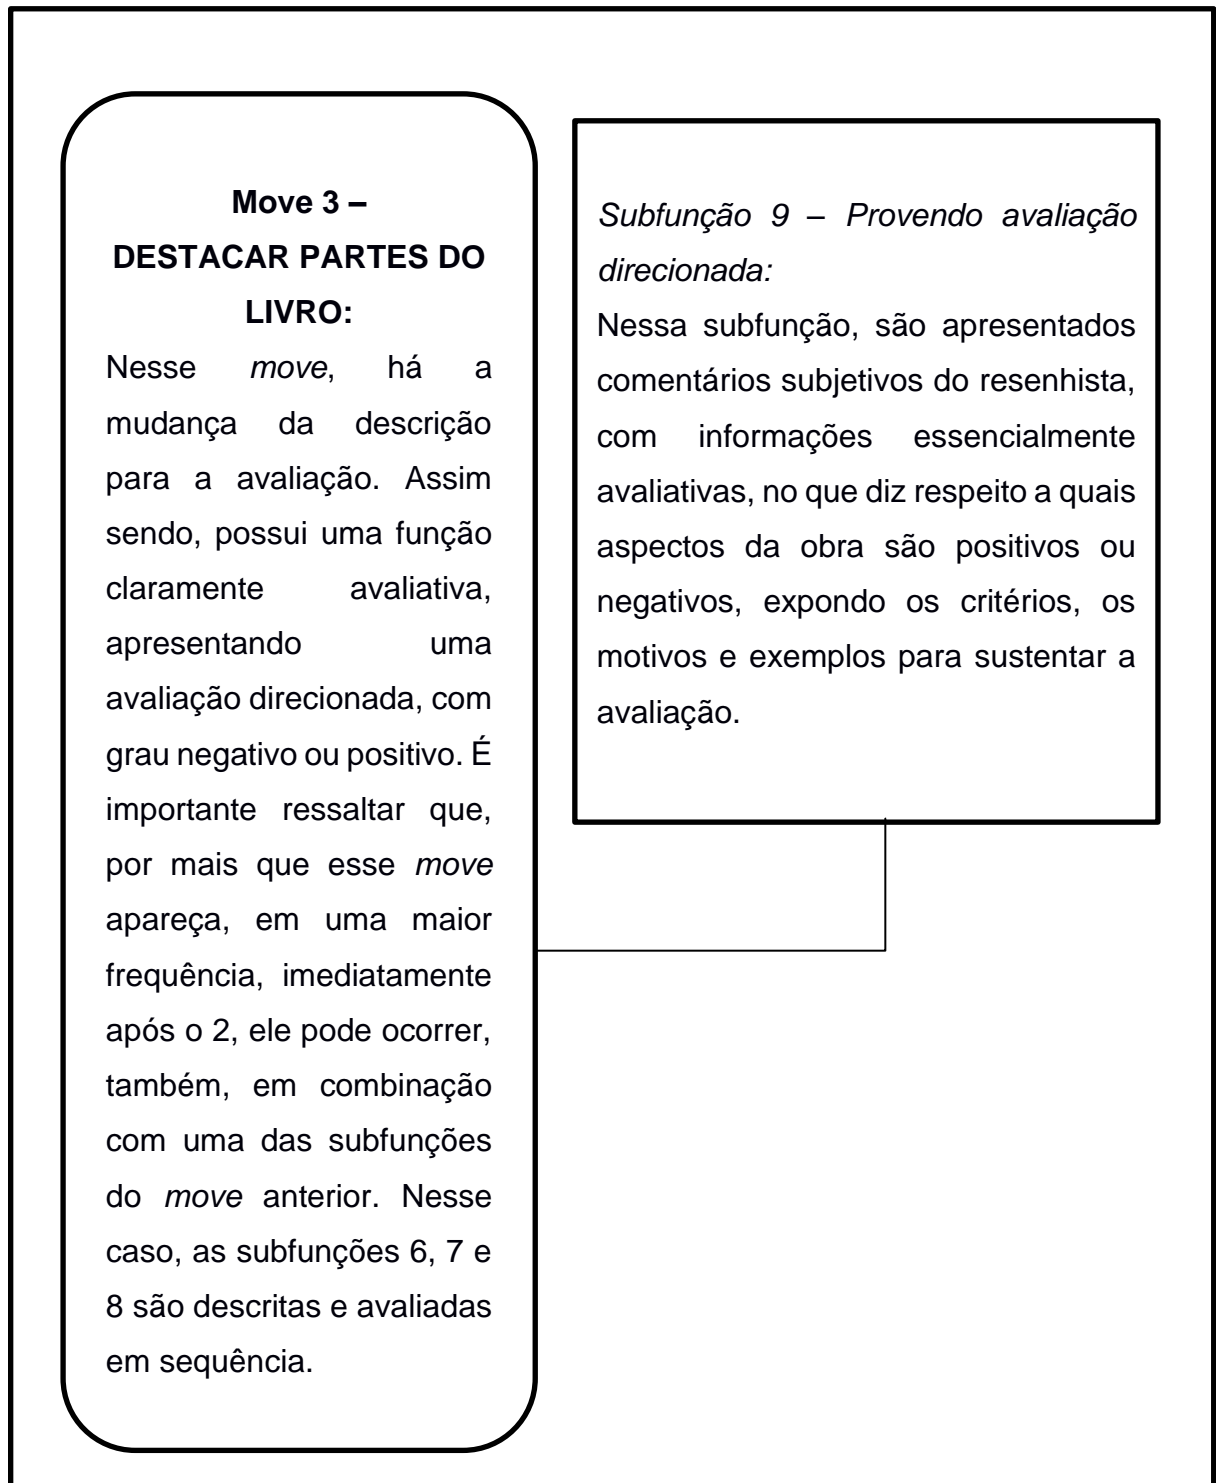 Move 3 –
DESTACAR PARTES DO
LIVRO:
Nesse move, há a
mudança da descrição
para a avaliação. Assim
sendo, possui uma função
claramente avaliativa,
apresentando uma
avaliação direcionada, com
grau negativo ou positivo. É
importante ressaltar que,
por mais que esse move
apareça, em uma maior
frequência, imediatamente
após o 2, ele pode ocorrer,
também, em combinação
com uma das subfunções
do move anterior. Nesse
caso, as subfunções 6, 7 e
8 são descritas e avaliadas
em sequência.
Subfunção 9 – Provendo avaliação
direcionada:
Nessa subfunção, são apresentados
comentários subjetivos do resenhista,
com informações essencialmente
avaliativas, no que diz respeito a quais
aspectos da obra são positivos ou
negativos, expondo os critérios, os
motivos e exemplos para sustentar a
avaliação.